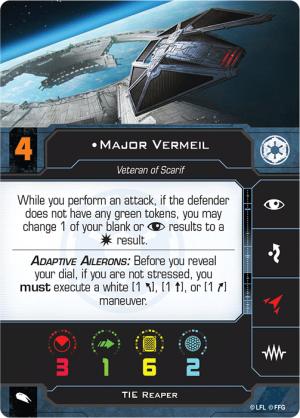 4
•Major Vermeil
Veteran of Scarif
While you perform an attack, if the defender
does not have any green tokens, you may
change 1 of your blank or results to a
result.
Adaptive Ailerons: Before you reveal
your dial, if you are not stressed, you
must execute a white [1 ], [1 ], or [1 ]
maneuver.
3 1 6 2
TIE Reaper
© LFL © FFG